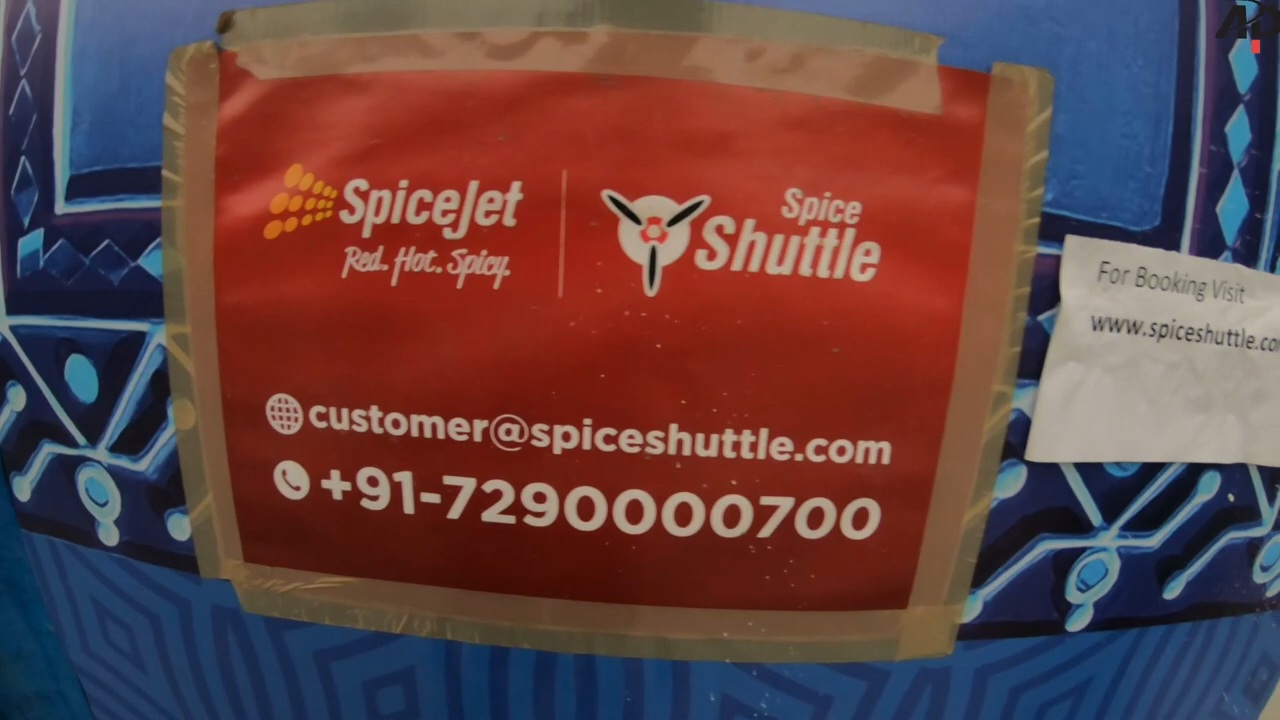 SpiceJet
Red. Hot. Spicy.
Spice
Shuttle
customer@spiceshuttle.com
+91-7290000700
For Booking Visit
www.spiceshuttle.co